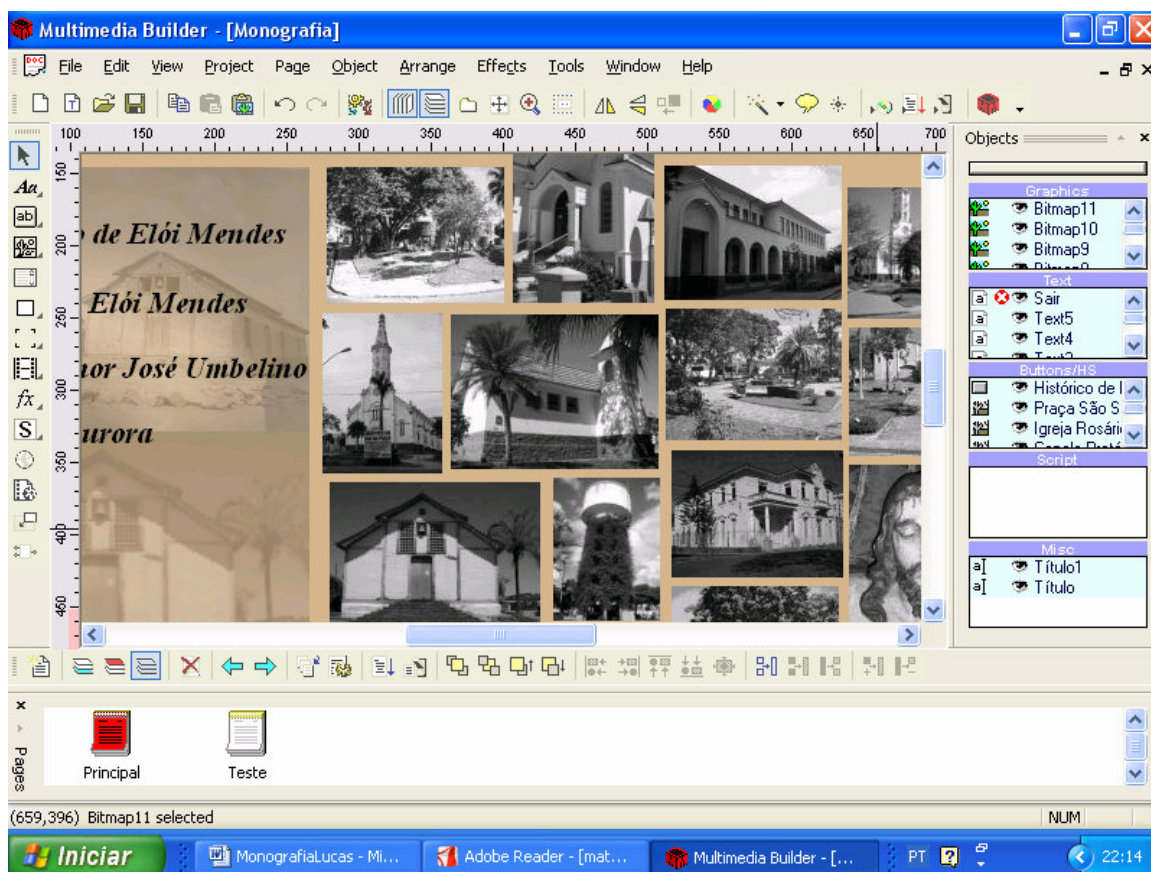 Multimedia Builder - [Monografia]
File Edit View Project Page Object Arrange Effects Tools Window Help
100 150 200 250 300 350 400 450 500 550 600 650 700
Objects
150
200
250
300
350
400
450
de Elói Mendes
Elói Mendes
José Umbelino
Graphics
Bitmap11
Bitmap10
Bitmap9
Text
Sair
Text5
Text4
Buttons/HS
Histórico de
Praça São S
Igreja Rosári
Script
Misc
Título1
Título
Pages
Principal
Teste
(659,396) Bitmap11 selected
NUM
Iniciar
MonografiaLucas - Mi...
Adobe Reader - [mat...
Multimedia Builder - [...
PT
22:14